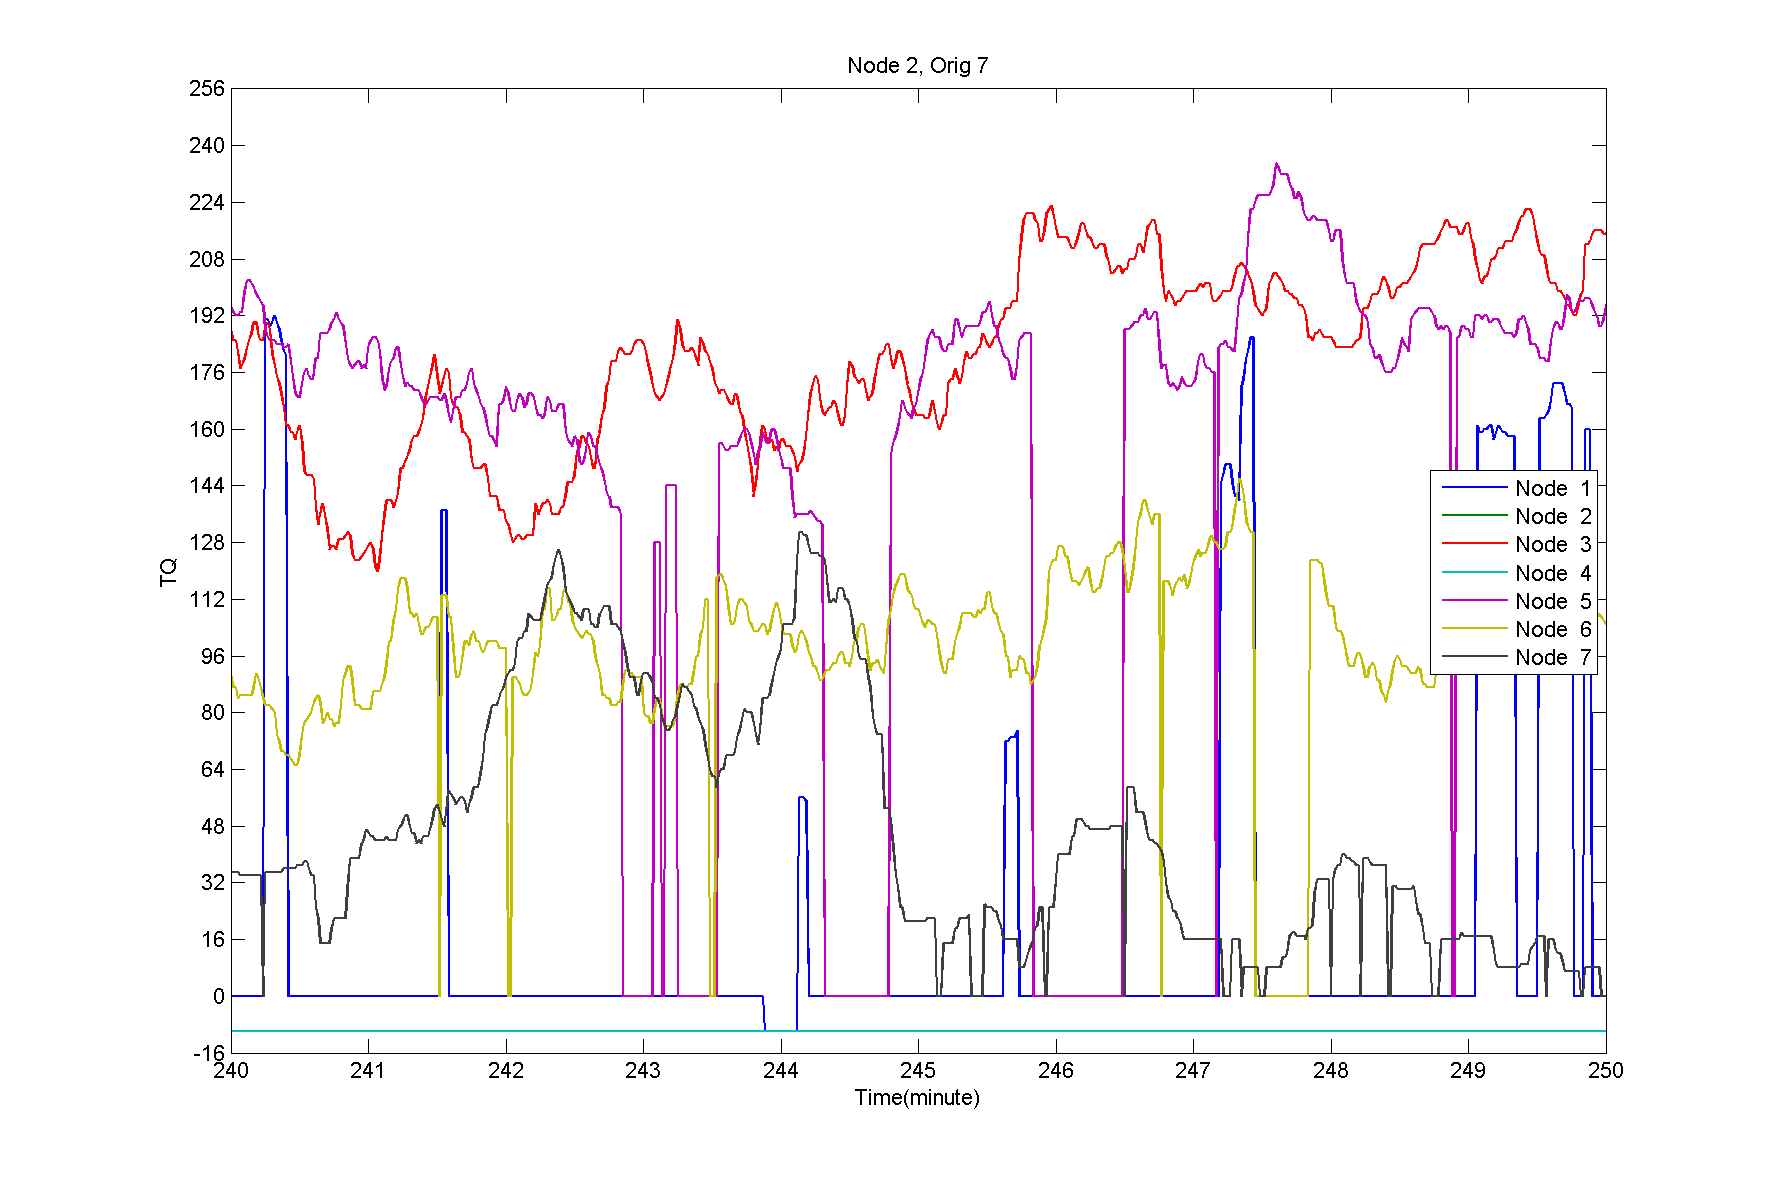 Node 2, Orig 7
256
240
224
208
192
176
160
144
128
112
96
80
64
48
32
16
0
-16
TQ
240 241 242 243 244 245 246 247 248 249 250
Time(minute)
Node 1
Node 2
Node 3
Node 4
Node 5
Node 6
Node 7